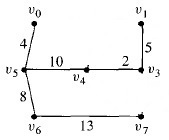 v₀ v₁
4 5
10 2
v₅ v₄ v₃
8
v₆ 13 v₇